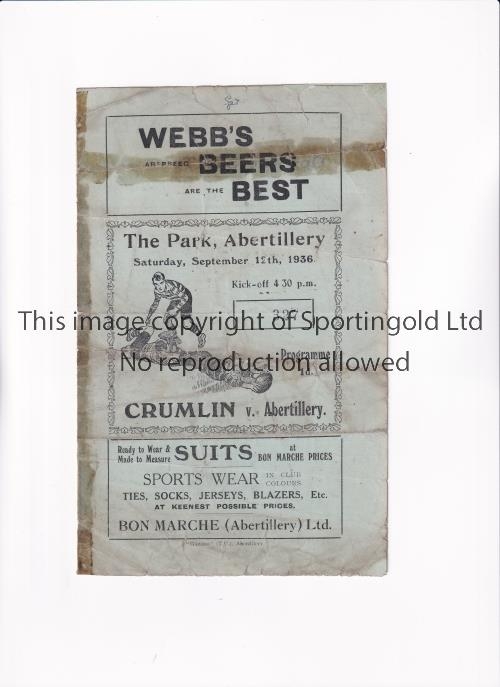 WEBB'S
BEERS
ARE THE BEST
The Park, Abertillery
Saturday, September 12th, 1936
Kick-off 4 30 p.m.
This image is copyright of Sportingold Ltd
Programme
No reproduction allowed
CRUMLIN v. Abertillery.
Ready to Wear & Made to Measure SUITS at BON MARCHE PRICES
SPORTS WEAR IN CLUB COLOURS
TIES, SOCKS, JERSEYS, BLAZERS, Etc.
AT KEENEST POSSIBLE PRICES.
BON MARCHE (Abertillery) Ltd.